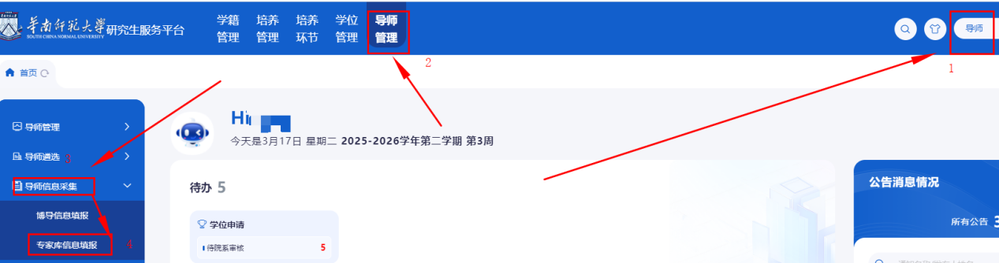 華南師範大學 研究生服务平台
SOUTH CHINA NORMAL UNIVERSITY
学籍管理
培养管理
培养环节
学位管理
导师管理
导师
2
1
首页
导师管理
导师遴选 3
导师信息采集
博导信息填报
专家库信息填报 4
Hi
今天是3月17日 星期二 2025-2026学年第二学期 第3周
待办 5
学位申请
待院系审核 5
公告消息情况
所有公告 3